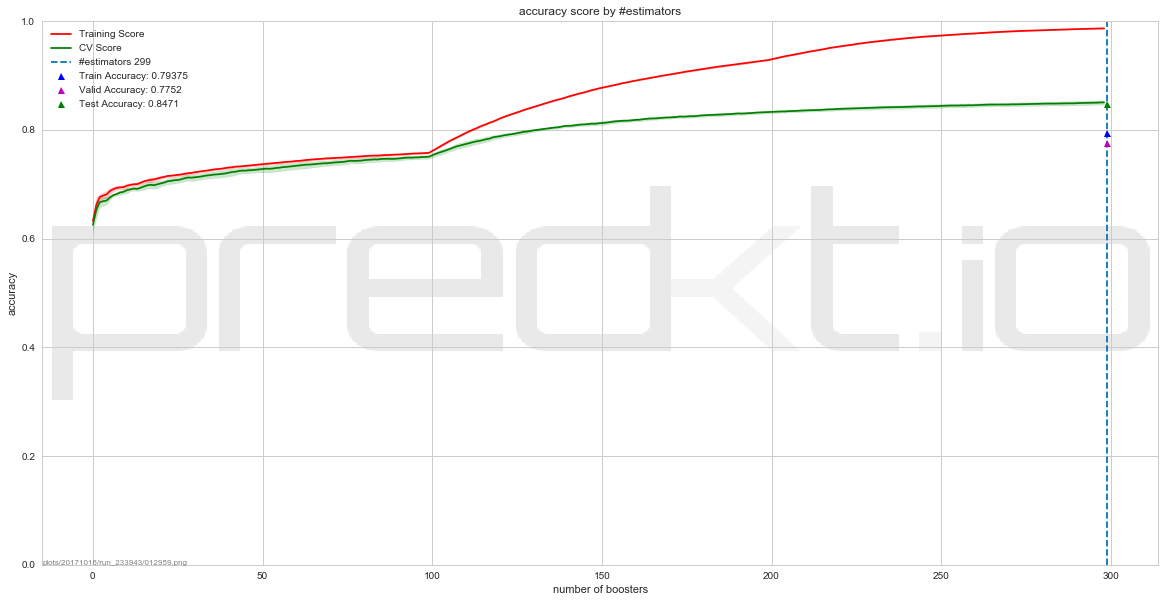 accuracy score by #estimators
1.0
Training Score
CV Score
#estimators 299
Train Accuracy: 0.79375
Valid Accuracy: 0.7752
Test Accuracy: 0.8471
0.8
0.6
predkt.io
accuracy
0.4
0.2
0.0
plots/20171016/run_233943/012959.png
0 50 100 150 200 250 300
number of boosters